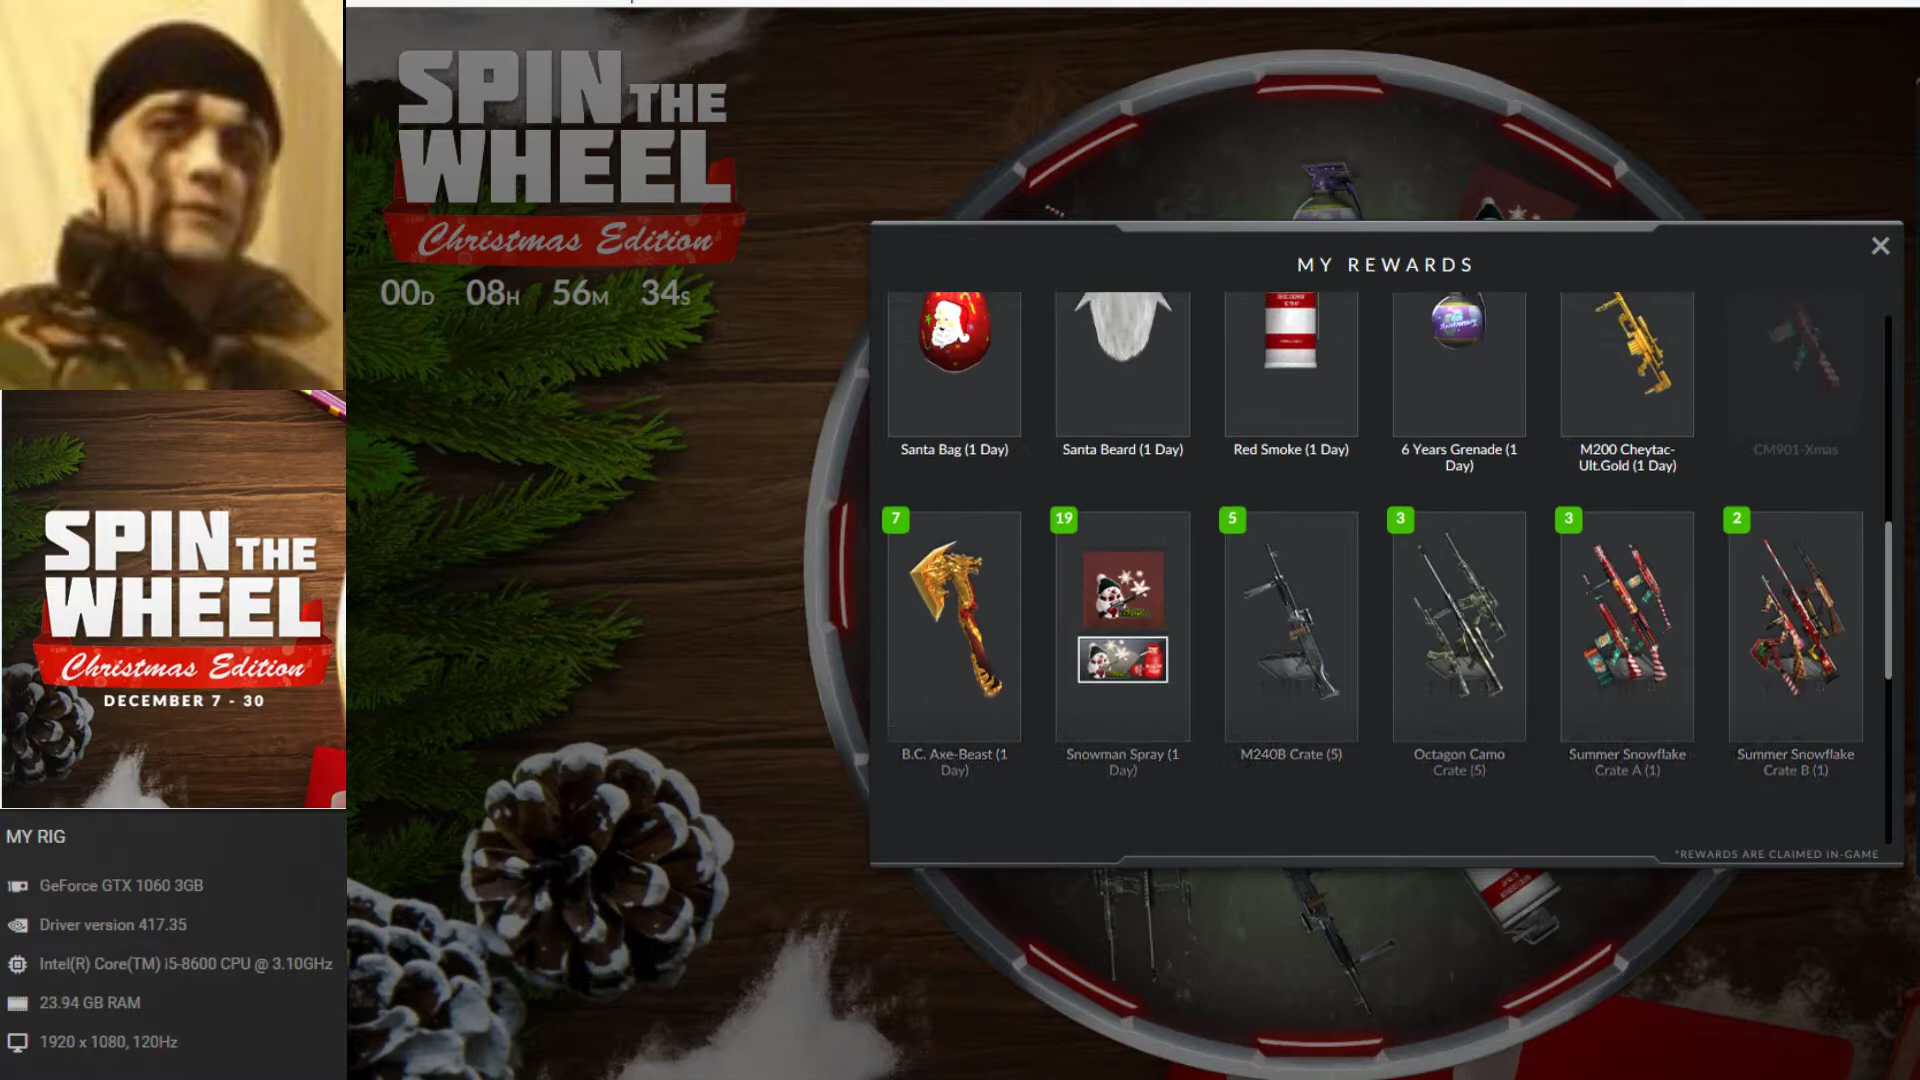 SPIN THE
WHEEL
Christmas Edition
00D 08H 56M 34S
SPIN THE
WHEEL
Christmas Edition
DECEMBER 7 - 30
MY RIG
GeForce GTX 1060 3GB
Driver version 417.35
Intel(R) Core(TM) i5-8600 CPU @ 3.10GHz
23.94 GB RAM
1920 x 1080, 120Hz
MY REWARDS
Santa Bag (1 Day)
Santa Beard (1 Day)
Red Smoke (1 Day)
6 Years Grenade (1
Day)
M200 Cheytac-
Ult.Gold (1 Day)
CM901-Xmas
7
19
5
3
3
2
B.C. Axe-Beast (1
Day)
Snowman Spray (1
Day)
M240B Crate (5)
Octagon Camo
Crate (5)
Summer Snowflake
Crate A (1)
Summer Snowflake
Crate B (1)
*REWARDS ARE CLAIMED IN-GAME